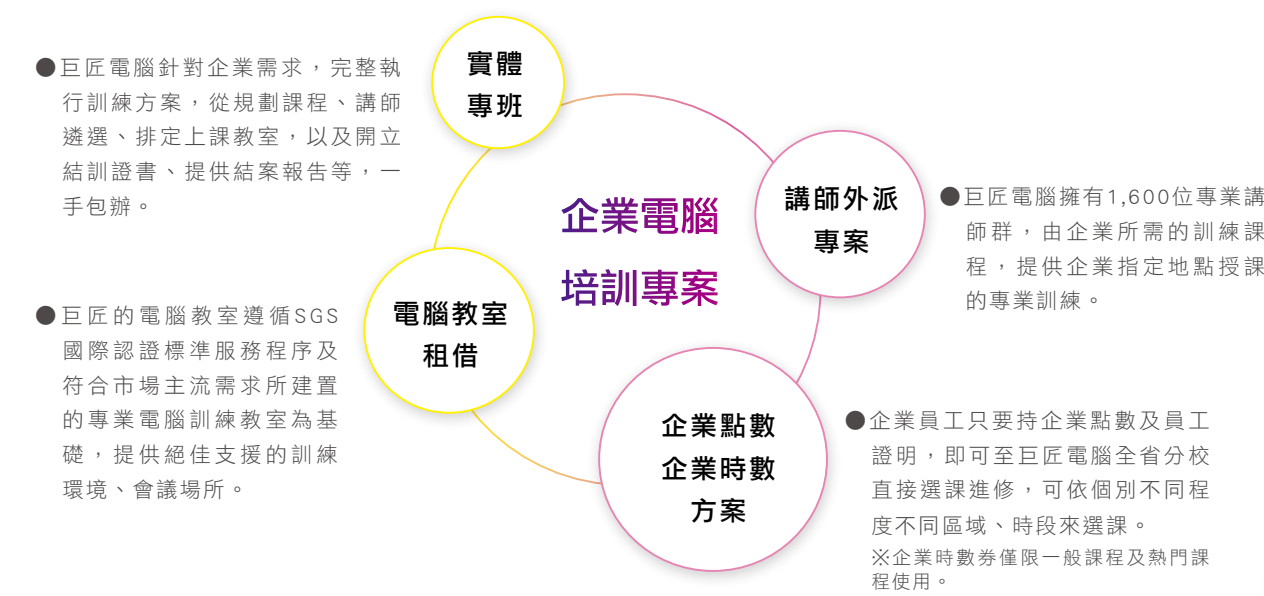 實體
專班
●巨匠電腦針對企業需求，完整執
行訓練方案，從規劃課程、講師
遴選、排定上課教室，以及開立
結訓證書、提供結案報告等，一
手包辦。
企業電腦
培訓專案
講師外派
專案
●巨匠電腦擁有1,600位專業講
師群，由企業所需的訓練課
程，提供企業指定地點授課
的專業訓練。
電腦教室
租借
●巨匠的電腦教室遵循SGS
國際認證標準服務程序及
符合市場主流需求所建置
的專業電腦訓練教室為基
礎，提供絕佳支援的訓練
環境、會議場所。
企業點數
企業時數
方案
●企業員工只要持企業點數及員工
證明，即可至巨匠電腦全省分校
直接選課進修，可依個別不同程
度不同區域、時段來選課。
※企業時數券僅限一般課程及熱門課
程使用。